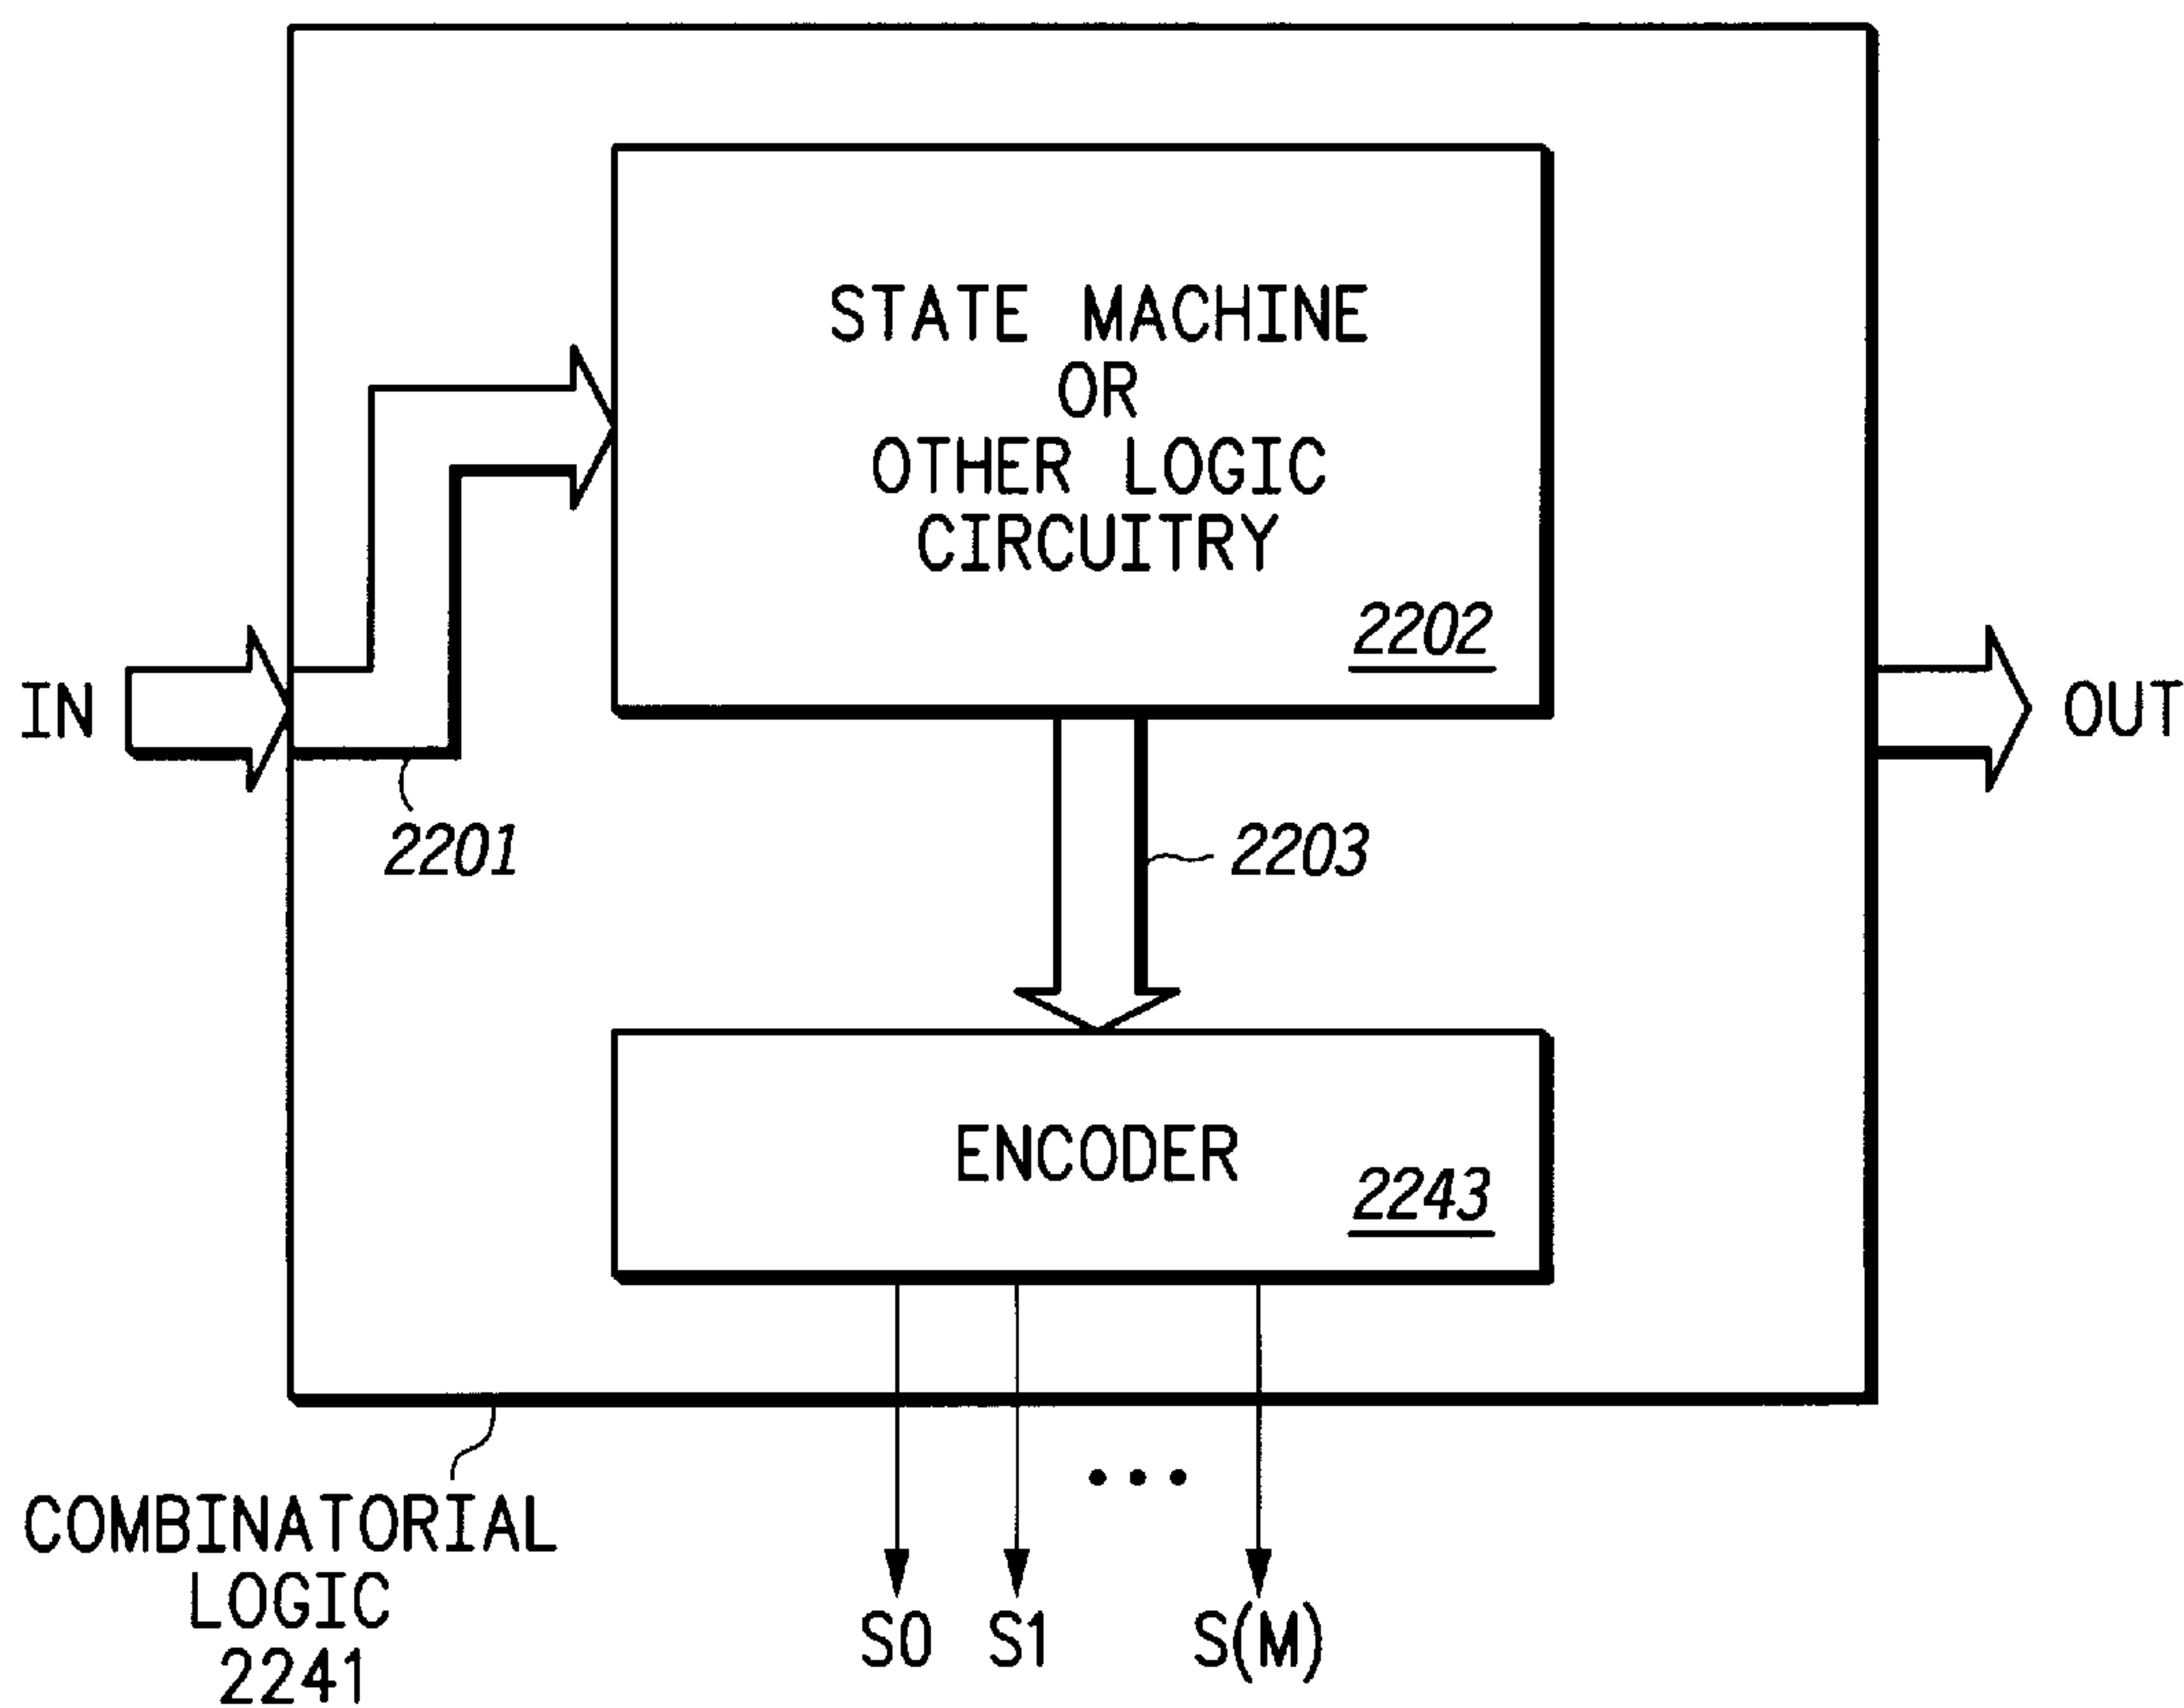 STATE MACHINE
OR
OTHER LOGIC
CIRCUITRY
2202
IN
OUT
2201
2203
ENCODER
2243
COMBINATORIAL
LOGIC
2241
S0 S1 ... S(M)